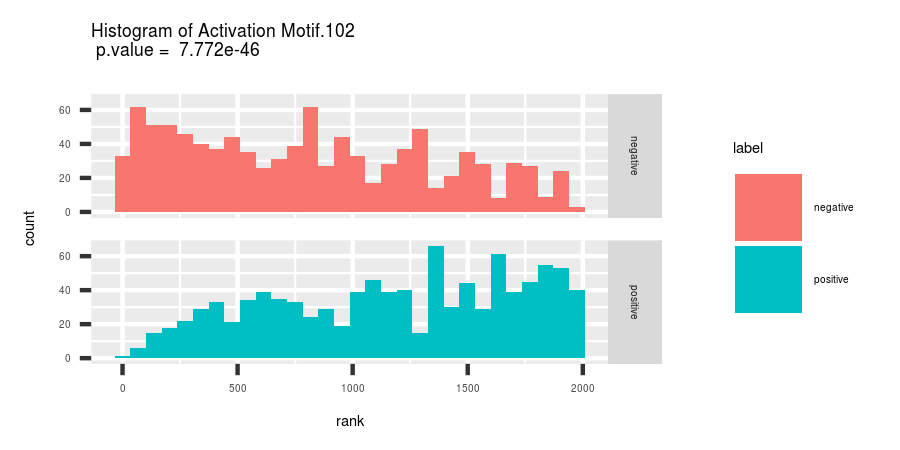 Histogram of Activation Motif.102
p.value = 7.772e-46
count
60
40
20
0
negative
60
40
20
0
positive
0 500 1000 1500 2000
rank
label
negative
positive